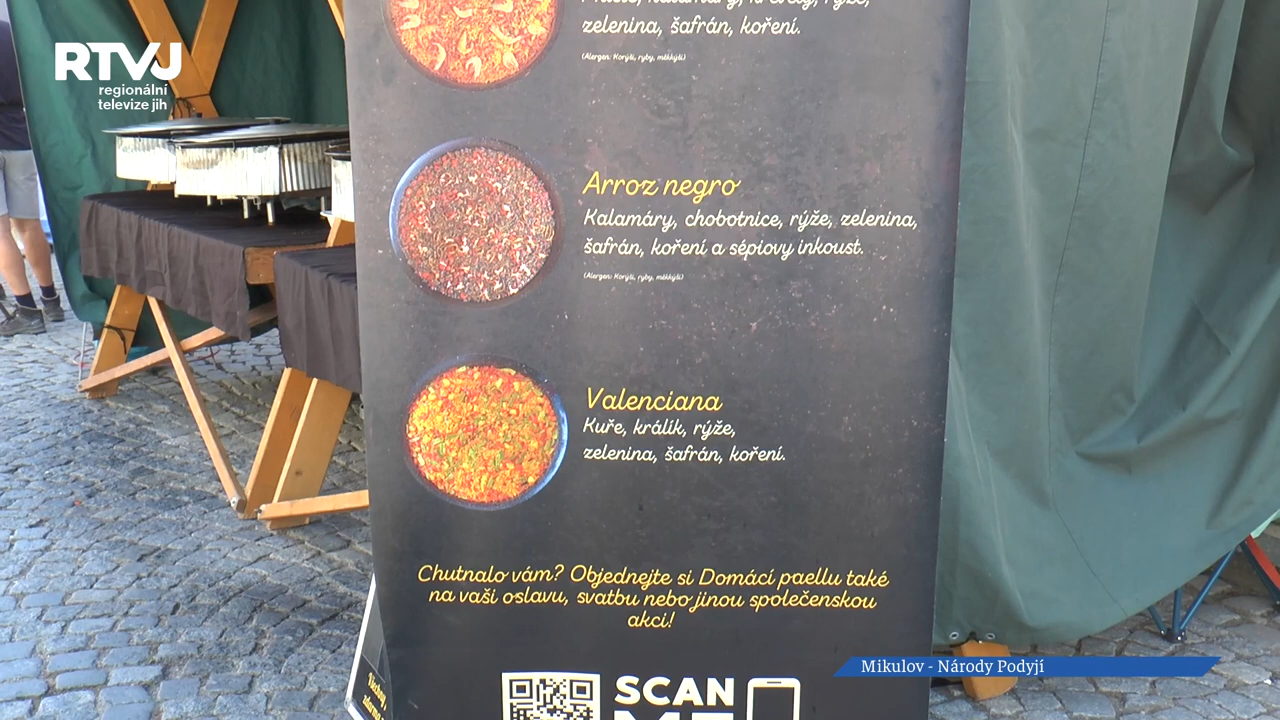 RTVJ
regionální
televize jih
zelenina, šafrán, koření.
(Alergen: Korýši, ryby, měkkýši)
Arroz negro
Kalamáry, chobotnice, rýže, zelenina,
šafrán, koření a sépiovy inkoust.
(Alergen: Korýši, ryby, měkkýši)
Valenciana
Kuře, králík, rýže,
zelenina, šafrán, koření.
Chutnalo vám? Objednejte si Domácí paellu také
na vaši oslavu, svatbu nebo jinou společenskou
akci!
SCAN
ME
Mikulov - Národy Podyjí